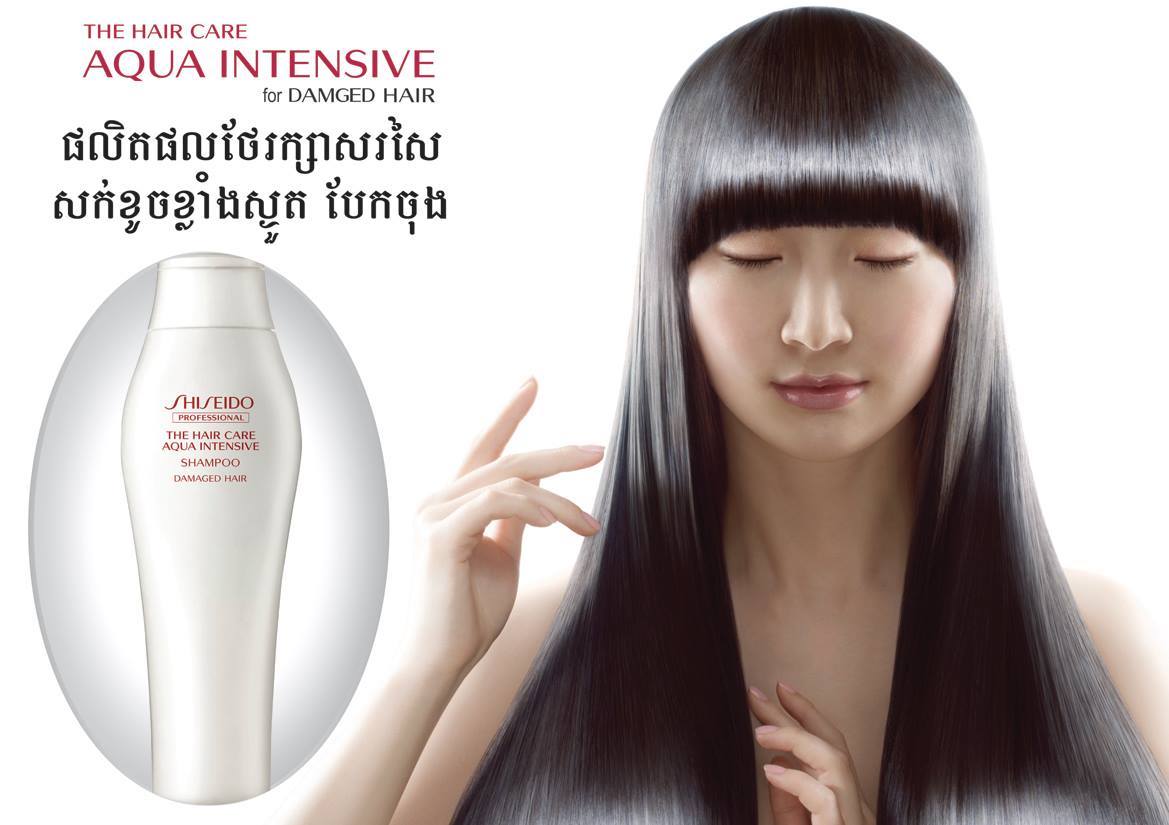 THE HAIR CARE
AQUA INTENSIVE
for DAMGED HAIR
ផលិតផលថែរក្សាសរសៃ
សក់ខូចខ្លាំងស្ងួត បែកចុង
SHISEIDO
PROFESSIONAL
THE HAIR CARE
AQUA INTENSIVE
SHAMPOO
DAMAGED HAIR